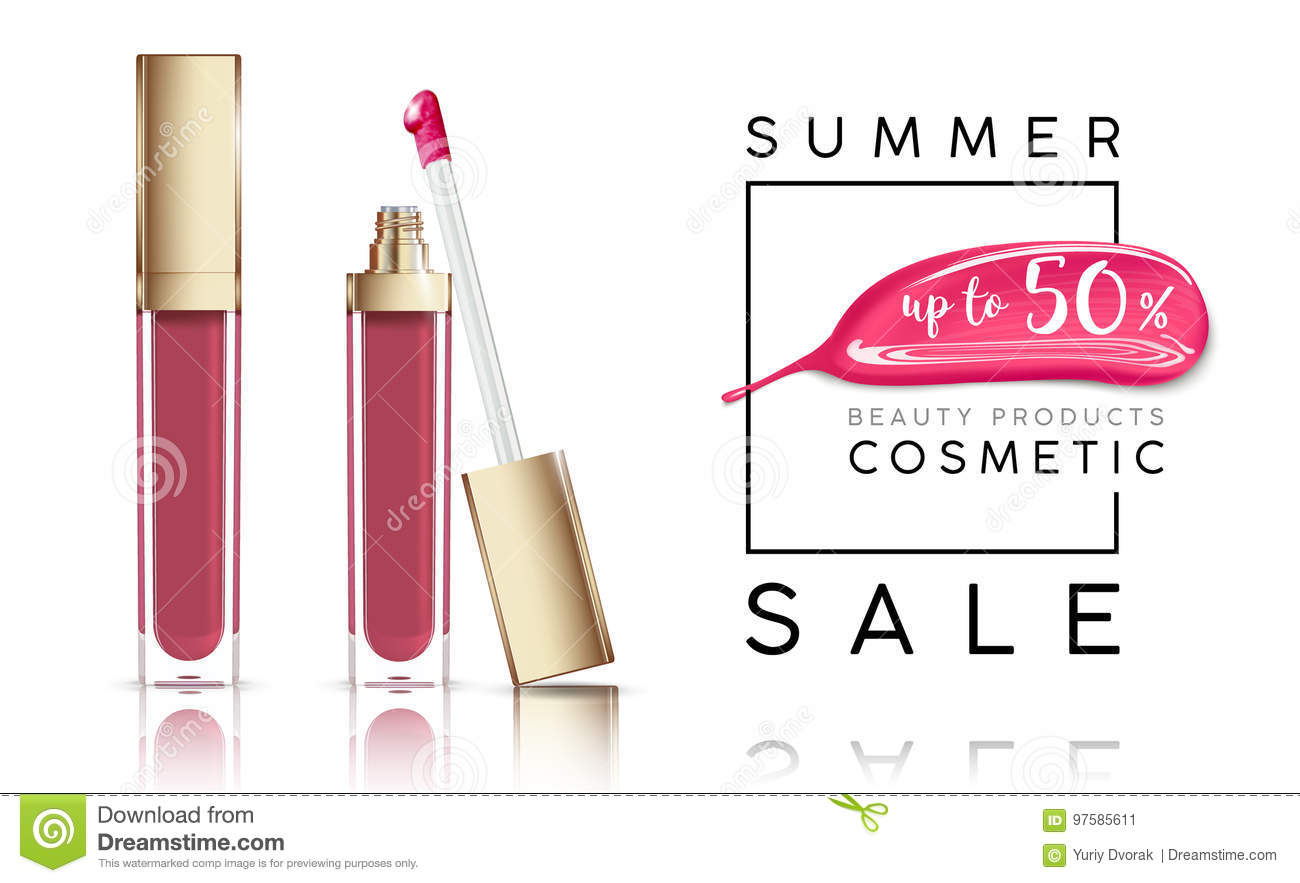 SUMMER
up to 50%
BEAUTY PRODUCTS
COSMETIC
SALE
dreamstime
Download from
Dreamstime.com
This watermarked comp image is for previewing purposes only.
ID 97585611
© Yuriy Dvorak | Dreamstime.com